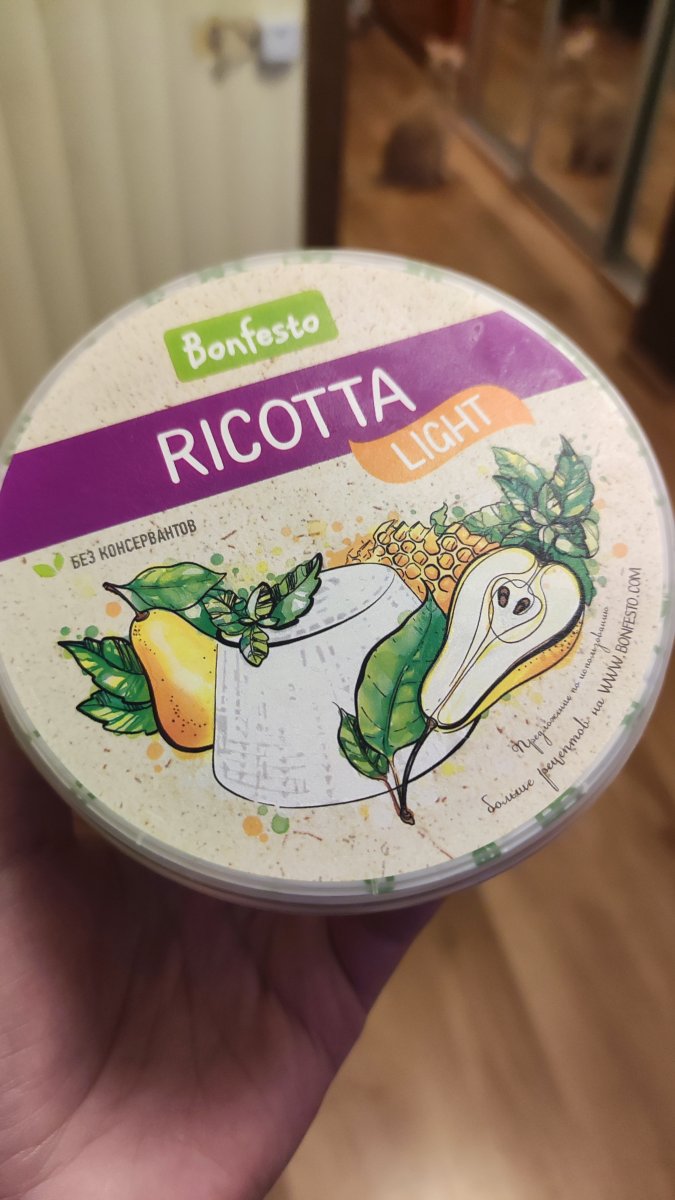 Bonfesto
RICOTTA
LIGHT
БЕЗ КОНСЕРВАНТОВ
Предложение по использованию
больше рецептов на WWW.BONFESTO.COM